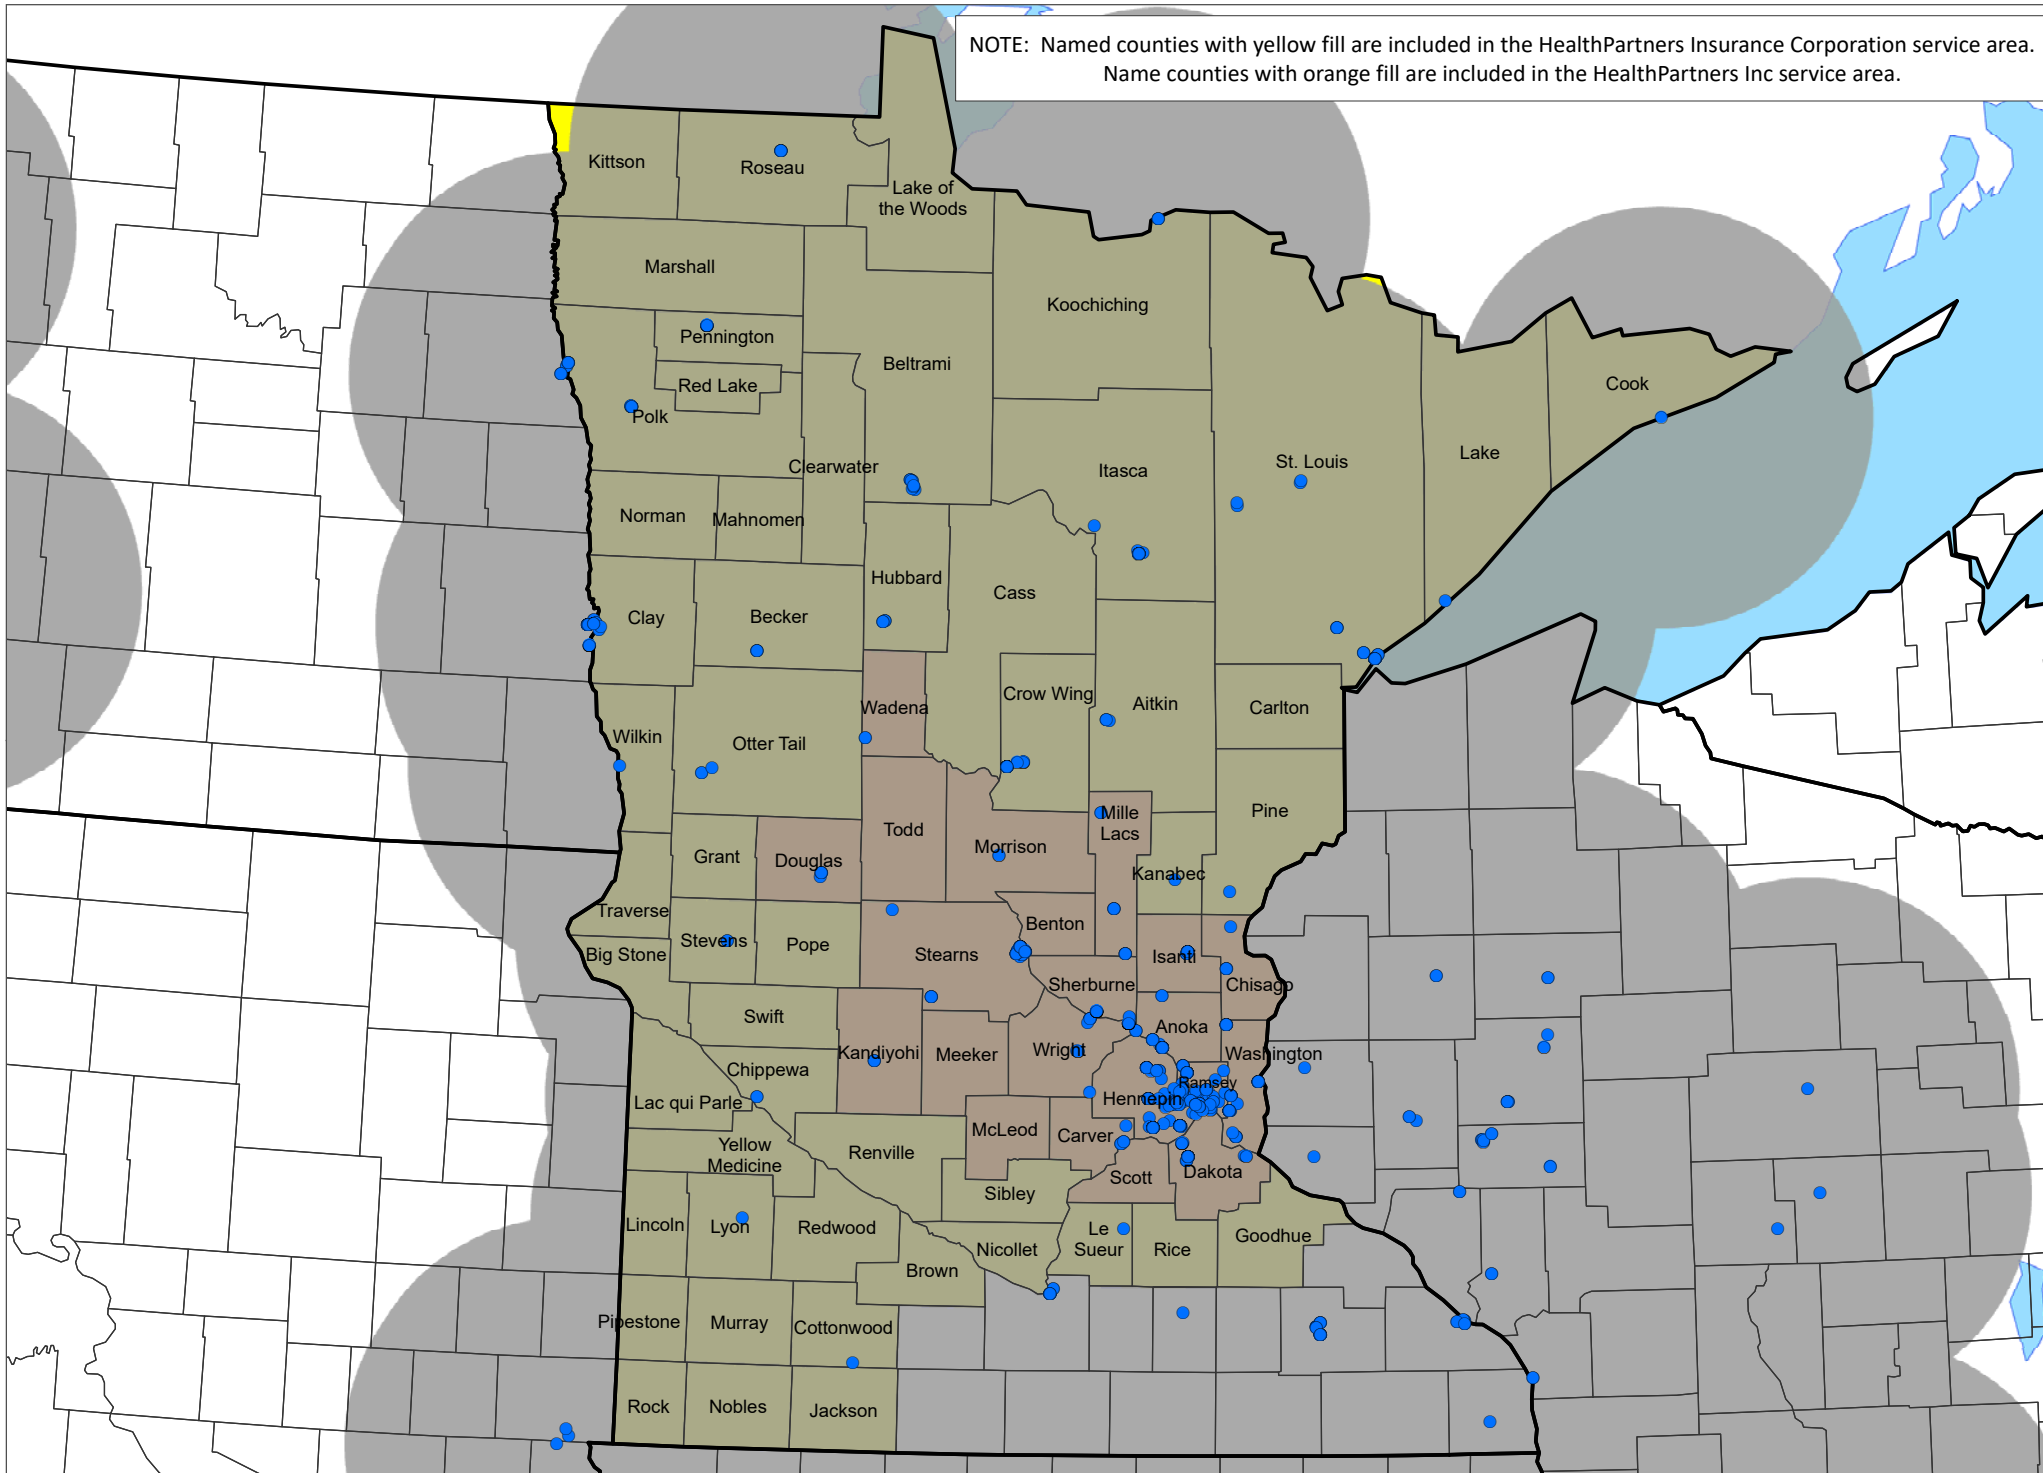 NOTE:  Named counties with yellow fill are included in the HealthPartners Insurance Corporation service area.
Name counties with orange fill are included in the HealthPartners Inc service area.
Kittson
Roseau
Lake of
the Woods
Marshall
Koochiching
Pennington
Beltrami
Red Lake
Cook
Polk
Lake
St. Louis
Clearwater
Itasca
Norman
Mahnomen
Hubbard
Cass
Clay
Becker
Crow Wing
Wadena
Aitkin
Carlton
Wilkin
Otter Tail
Pine
Mille
Lacs
Todd
Morrison
Grant
Douglas
Kanabec
Traverse
Benton
Stevens
Pope
Big Stone
Stearns
Isanti
Sherburne
Chisago
Swift
Anoka
Kandiyohi
Meeker
Wright
Washington
Chippewa
Ramsey
Hennepin
Lac qui Parle
McLeod
Carver
Yellow
Medicine
Renville
Scott
Dakota
Sibley
Lincoln
Lyon
Redwood
Le
Sueur
Rice
Goodhue
Nicollet
Brown
Pipestone
Murray
Cottonwood
Rock
Nobles
Jackson